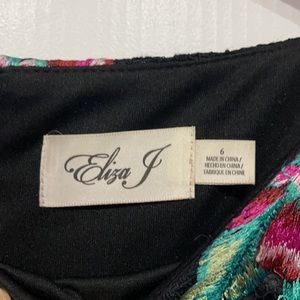 Eliza J
6
MADE IN CHINA/
HECHO EN CHINA/
FABRIQUE EN CHINE